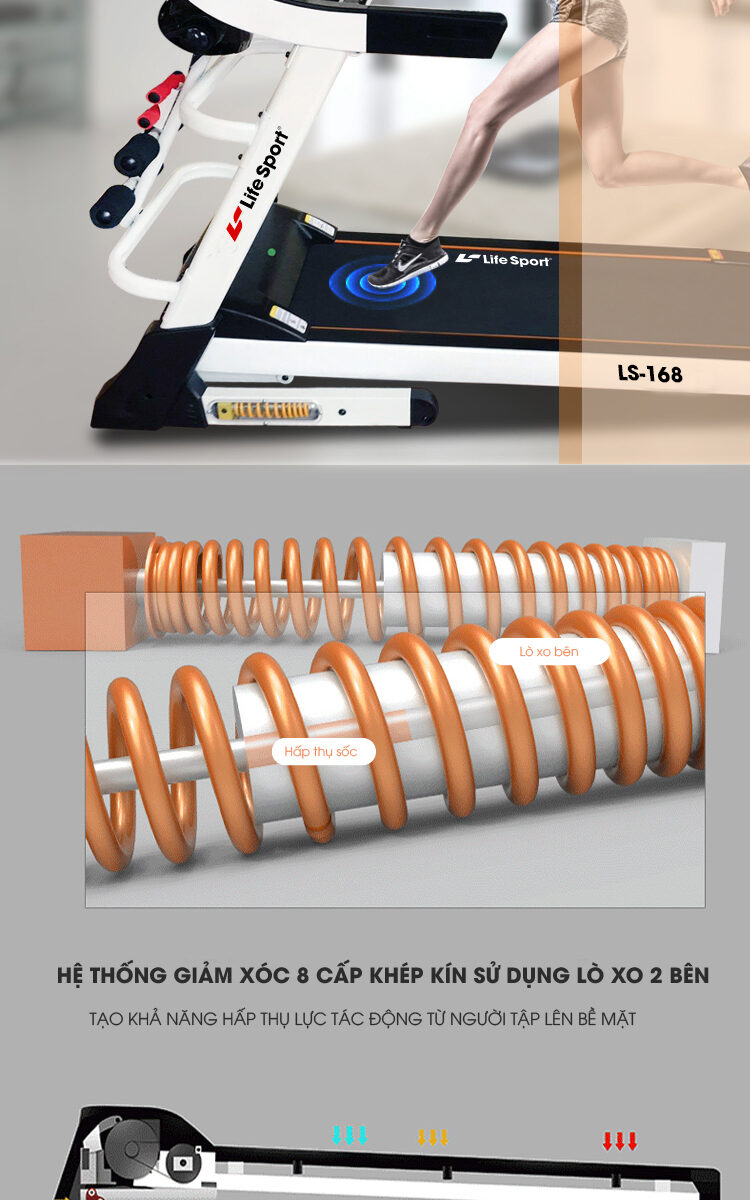 Life Sport
Life Sport
LS-168
Lò xo bên
Hấp thụ sốc
HỆ THỐNG GIẢM XÓC 8 CẤP KHÉP KÍN SỬ DỤNG LÒ XO 2 BÊN
TẠO KHẢ NĂNG HẤP THỤ LỰC TÁC ĐỘNG TỪ NGƯỜI TẬP LÊN BỀ MẶT